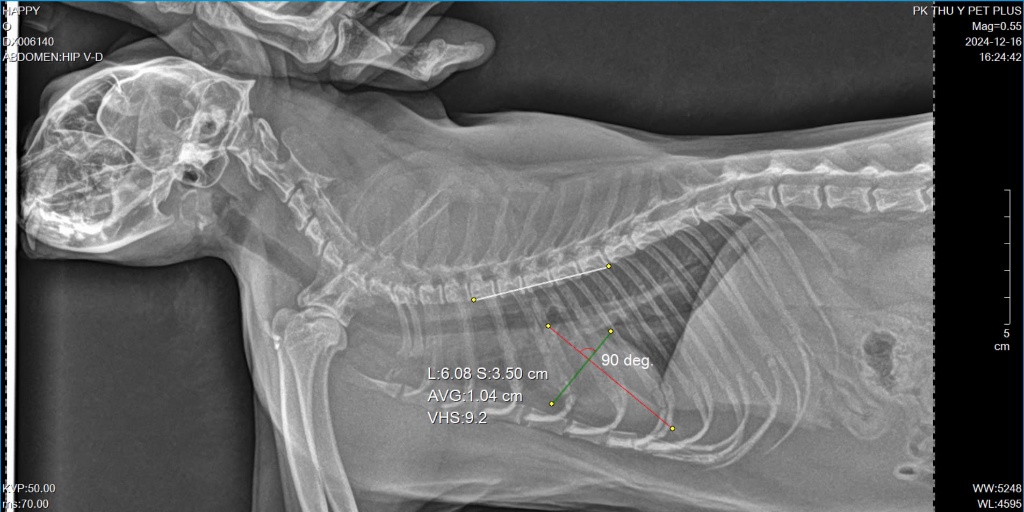 HAPPY
O
DX006140
ABDOMEN:HIP V-D
PK THU Y PET PLUS
Mag=0.55
2024-12-16
16:24:42
5
cm
90 deg.
L:6.08 S:3.50 cm
AVG:1.04 cm
VHS:9.2
KVP:50.00
ms:70.00
WW:5248
WL:4595